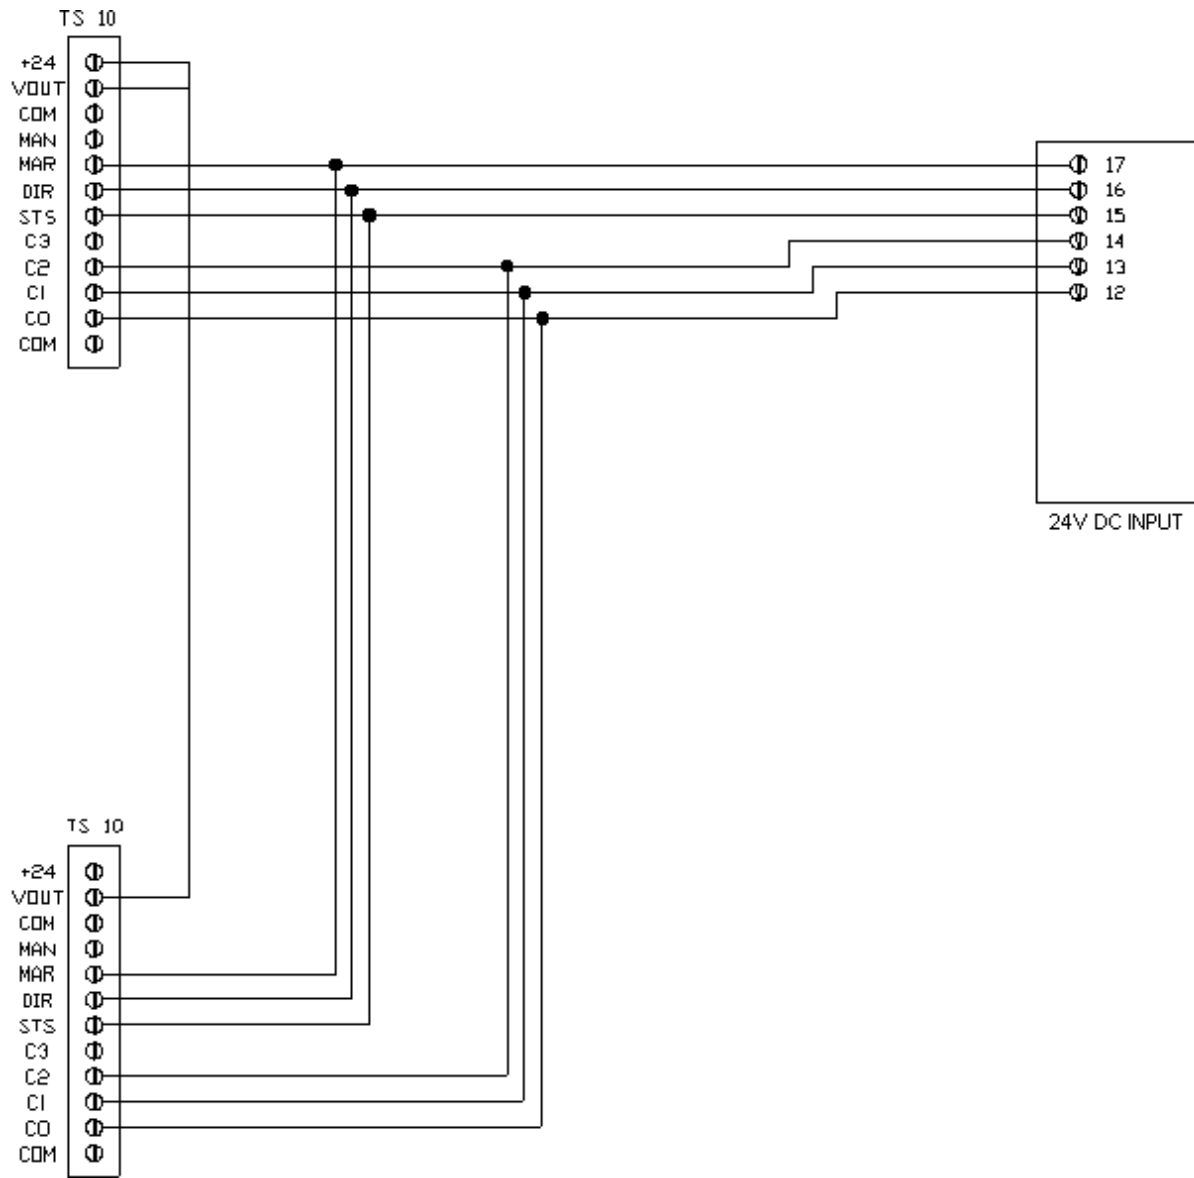 TS 10
+24
VOUT
COM
MAN
MAR
DIR
STS
C3
C2
C1
C0
COM
17
16
15
14
13
12
24V DC INPUT
TS 10
+24
VOUT
COM
MAN
MAR
DIR
STS
C3
C2
C1
C0
COM